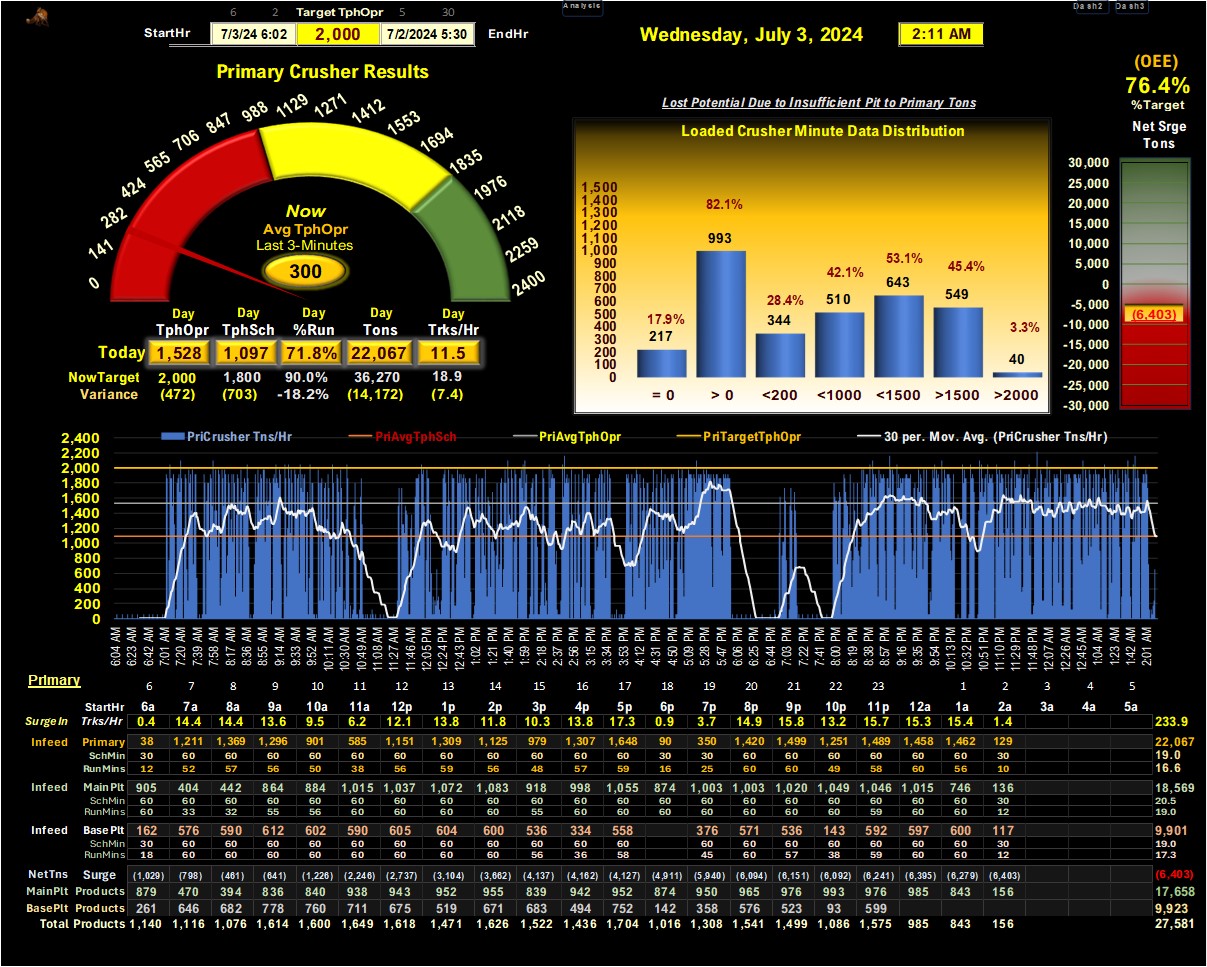 6 2 Target TphOpr 5 30 Analysis Dash2 Dash3
StartHr 7/3/24 6:02 2,000 7/2/2024 5:30 EndHr Wednesday, July 3, 2024 2:11 AM
(OEE)
76.4%
%Target
Primary Crusher Results
Lost Potential Due to Insufficient Pit to Primary Tons
Net Srge
Tons
Loaded Crusher Minute Data Distribution
0 141 282 424 565 706 847 988 1129 1271 1412 1553 1694 1835 1976 2118 2259 2400
Now
Avg TphOpr
Last 3-Minutes
300
1,500
1,400
1,300
1,200
1,100
1,000
900
800
700
600
500
400
300
200
100
0
17.9% 82.1% 28.4% 42.1% 53.1% 45.4% 3.3%
217 993 344 510 643 549 40
= 0 > 0 <200 <1000 <1500 >1500 >2000
30,000
25,000
20,000
15,000
10,000
5,000
0
-5,000
(6,403)
-10,000
-15,000
-20,000
-25,000
-30,000
Day Day Day Day Day
TphOpr TphSch %Run Tons Trks/Hr
Today 1,528 1,097 71.8% 22,067 11.5
NowTarget 2,000 1,800 90.0% 36,270 18.9
Variance (472) (703) -18.2% (14,172) (7.4)
PriCrusher Tns/Hr PriAvgTphSch PriAvgTphOpr PriTargetTphOpr 30 per. Mov. Avg. (PriCrusher Tns/Hr)
2,400
2,200
2,000
1,800
1,600
1,400
1,200
1,000
800
600
400
200
0
6:04 AM 6:23 AM 6:42 AM 7:01 AM 7:20 AM 7:39 AM 7:58 AM 8:17 AM 8:36 AM 8:55 AM 9:14 AM 9:33 AM 9:52 AM 10:11 AM 10:30 AM 10:49 AM 11:08 AM 11:27 AM 11:46 AM 12:05 PM 12:24 PM 12:43 PM 1:02 PM 1:21 PM 1:40 PM 1:59 PM 2:18 PM 2:37 PM 2:56 PM 3:15 PM 3:34 PM 3:53 PM 4:12 PM 4:31 PM 4:50 PM 5:09 PM 5:28 PM 5:47 PM 6:06 PM 6:25 PM 6:44 PM 7:03 PM 7:22 PM 7:41 PM 8:00 PM 8:19 PM 8:38 PM 8:57 PM 9:16 PM 9:35 PM 9:54 PM 10:13 PM 10:32 PM 10:51 PM 11:10 PM 11:29 PM 11:48 PM 12:07 AM 12:26 AM 12:45 AM 1:04 AM 1:23 AM 1:42 AM 2:01 AM
Primary
6 7 8 9 10 11 12 13 14 15 16 17 19 20 21 22 23 1 2 3 4 5
StartHr 6a 7a 8a 9a 10a 11a 12p 1p 2p 3p 4p 5p 6p 7p 8p 9p 10p 11p 12a 1a 2a 3a 4a 5a
SurgeIn Trks/Hr 0.4 14.4 14.4 13.6 9.5 6.2 12.1 13.8 11.8 10.3 13.8 17.3 0.9 3.7 14.9 15.8 13.2 15.7 15.3 15.4 1.4 233.9
Infeed Primary 38 1,211 1,369 1,296 901 585 1,151 1,309 1,125 979 1,307 1,648 90 350 1,420 1,499 1,251 1,489 1,458 1,462 129 22,067
SchMin 30 60 60 60 60 60 60 60 60 60 60 60 30 30 60 60 60 60 60 60 30 19.0
RunMins 12 52 57 56 50 38 56 59 56 48 57 59 16 25 60 60 49 58 60 56 10 16.6
Infeed MainPlt 905 404 442 864 884 1,015 1,037 1,072 1,083 918 998 1,055 874 1,003 1,003 1,020 1,049 1,046 1,015 746 136 18,569
SchMin 60 60 60 60 60 60 60 60 60 60 60 60 60 60 60 60 60 60 60 60 30 20.5
RunMins 60 33 32 55 56 60 60 60 60 55 60 60 60 60 60 60 60 59 60 60 12 19.0
Infeed BasePlt 162 576 590 612 602 590 605 604 600 536 334 558 376 571 536 143 592 597 600 117 9,901
SchMin 30 60 60 60 60 60 60 60 60 60 60 60 60 60 60 60 60 60 60 30 19.0
RunMins 18 60 60 60 60 60 60 60 60 56 36 58 45 60 57 38 59 60 60 12 17.3
NetTns Surge (1,029) (798) (461) (641) (1,226) (2,246) (2,737) (3,104) (3,662) (4,137) (4,162) (4,127) (4,911) (5,940) (6,094) (6,151) (6,092) (6,241) (6,395) (6,279) (6,403) (6,403)
MainPlt Products 879 470 394 836 840 938 943 952 955 839 942 952 874 950 965 976 993 976 985 843 156 17,658
BasePlt Products 261 646 682 778 760 711 675 519 671 683 494 752 142 358 576 523 93 599 9,923
Total Products 1,140 1,116 1,076 1,614 1,600 1,649 1,618 1,471 1,626 1,522 1,436 1,704 1,016 1,308 1,541 1,499 1,086 1,575 985 843 156 27,581